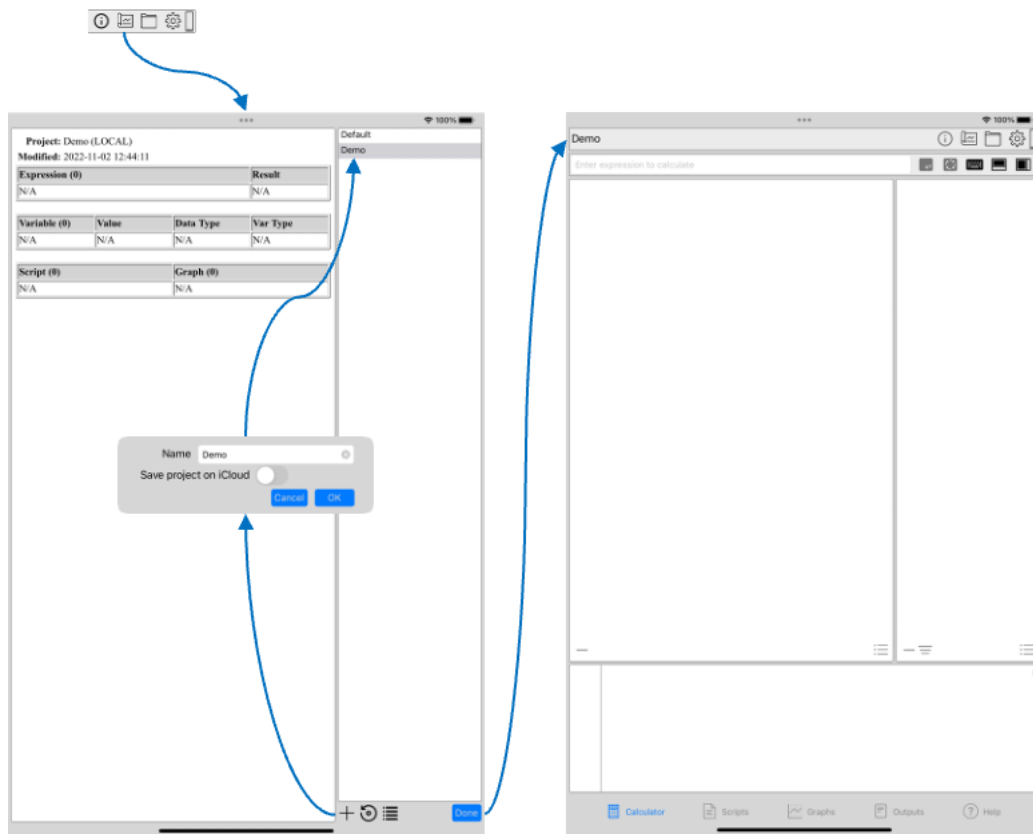 100%
Project: Demo (LOCAL)
Modified: 2022-11-02 12:44:11
Expression (0) Result
N/A N/A
Variable (0) Value Data Type Var Type
N/A N/A N/A N/A
Script (0) Graph (0)
N/A N/A
Default
Demo
Name Demo
Save project on iCloud
Cancel OK
Done
100%
Demo
Enter expression to calculate
Calculator Scripts Graphs Outputs Help